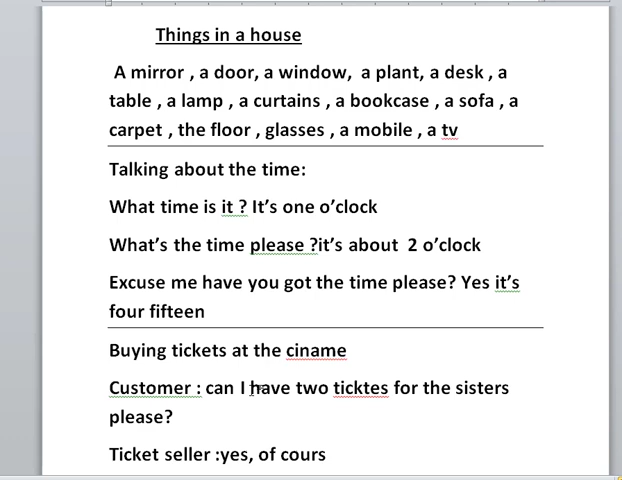 Things in a house
A mirror , a door, a window,  a plant, a desk , a
table , a lamp , a curtains , a bookcase , a sofa , a
carpet , the floor , glasses , a mobile , a tv
Talking about the time:
What time is it ? It’s one o’clock
What’s the time please ?it’s about  2 o’clock
Excuse me have you got the time please? Yes it’s
four fifteen
Buying tickets at the ciname
Customer : can I have two ticktes for the sisters
please?
Ticket seller :yes, of cours